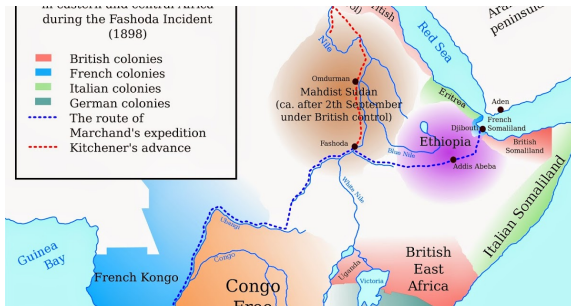 in eastern and central Africa
during the Fashoda Incident
(1898)
British colonies
French colonies
Italian colonies
German colonies
The route of
Marchand's expedition
Kitchener's advance
Nile
British
Red Sea
peninsula
Omdurman
Mahdist Sudan
(ca. after 2th September
under British control)
Eritrea
Aden
French
Somaliland
Djibouti
British
Somaliland
Ethiopia
Fashoda
Blue Nile
Addis Abeba
White Nile
Italian Somaliland
Ubangi
Guinea
Bay
French Kongo
Congo
Congo
Free
Uganda
Victoria
British
East
Africa